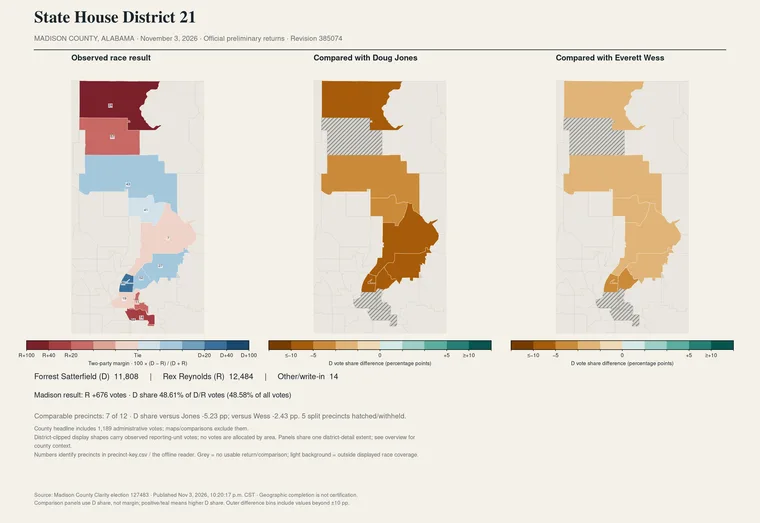 State House District 21
MADISON COUNTY, ALABAMA · November 3, 2026 · Official preliminary returns · Revision 385074
Observed race result
Compared with Doug Jones
Compared with Everett Wess
R+100 R+40 R+20 Tie D+20 D+40 D+100
Two-party margin · 100 × (D − R) / (D + R)
≤-10 −5 0 +5 ≥+10
D vote share difference (percentage points)
≤-10 −5 0 +5 ≥+10
D vote share difference (percentage points)
Forrest Satterfield (D) 11,808 | Rex Reynolds (R) 12,484 | Other/write-in 14
Madison result: R +676 votes · D share 48.61% of D/R votes (48.58% of all votes)
Comparable precincts: 7 of 12 · D share versus Jones -5.23 pp; versus Wess -2.43 pp. 5 split precincts hatched/withheld.
County headline includes 1,189 administrative votes; maps/comparisons exclude them.
District-clipped display shapes carry observed reporting-unit votes; no votes are allocated by area. Panels share one district-detail extent; see overview for
county context.
Numbers identify precincts in precinct-key.csv / the offline reader. Grey = no usable return/comparison; light background = outside displayed race coverage.
Source: Madison County Clarity election 127483 · Published Nov 3, 2026, 10:20:17 p.m. CST · Geographic completion is not certification.
Comparison panels use D share, not margin, positive/teal means higher D share. Outer difference bins include values beyond ±10 pp.